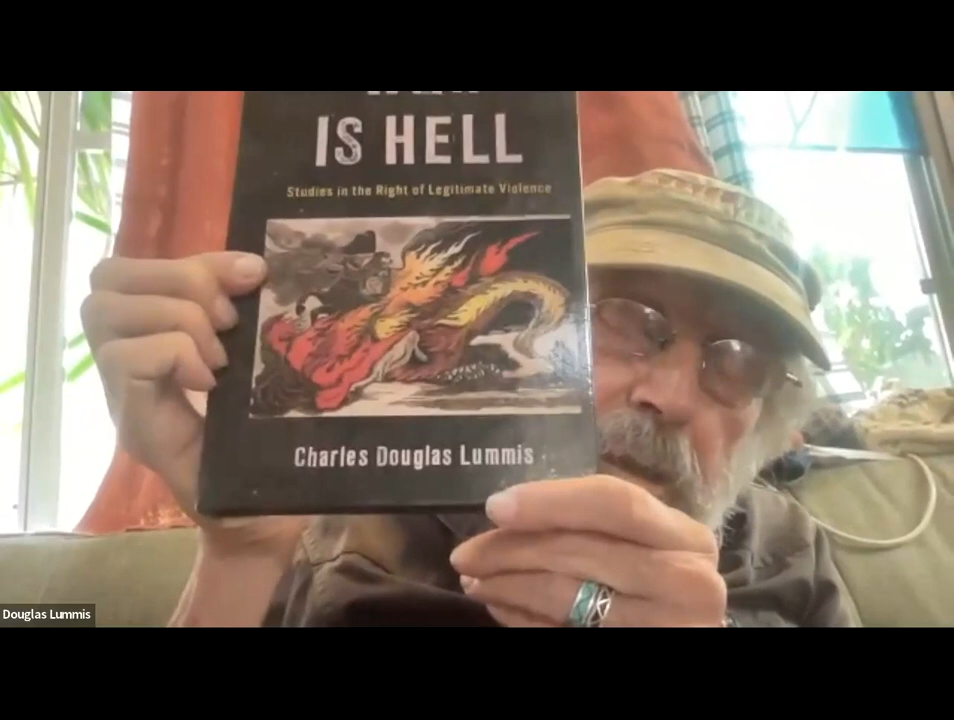 IS HELL
Studies in the Right of Legitimate Violence
Charles Douglas Lummis
Douglas Lummis